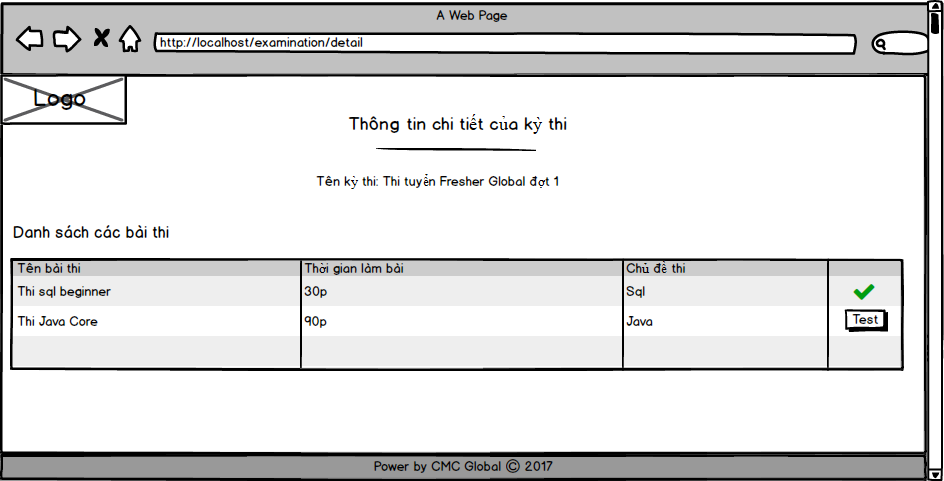 A Web Page
http://localhost/examination/detail
Logo
Thông tin chi tiết của kỳ thi
Tên kỳ thi: Thi tuyển Fresher Global đợt 1
Danh sách các bài thi
Tên bài thi Thời gian làm bài Chủ đề thi
Thi sql beginner 30p Sql
Thi Java Core 90p Java Test
Power by CMC Global © 2017